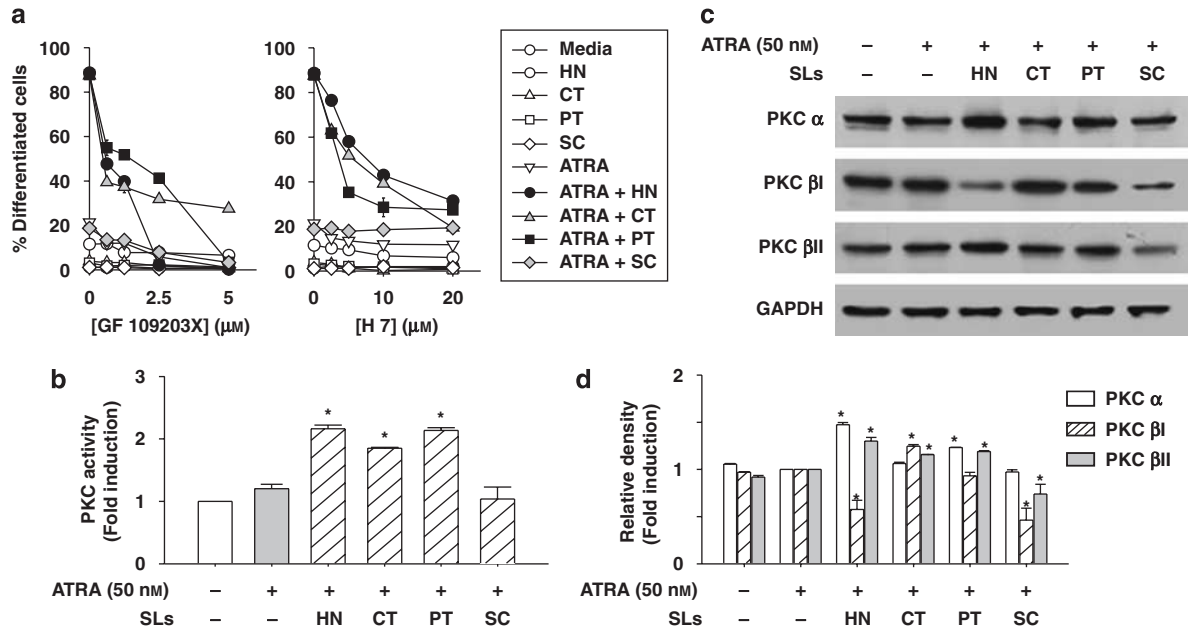 a
% Differentiated cells
100
80
60
40
20
0
0 2.5 5
[GF 109203X] (μM)
100
80
60
40
20
0
0 10 20
[H 7] (μM)
Media
HN
CT
PT
SC
ATRA
ATRA + HN
ATRA + CT
ATRA + PT
ATRA + SC
c
ATRA (50 nM) – + + + + +
SLs – – HN CT PT SC
PKC α
PKC βI
PKC βII
GAPDH
b
PKC activity
(Fold induction)
3
2
1
0
* * *
ATRA (50 nM) – + + + + +
SLs – – HN CT PT SC
d
Relative density
(Fold induction)
2
1
0
* * * * * * * * *
PKC α
PKC βI
PKC βII
ATRA (50 nM) – + + + + +
SLs – – HN CT PT SC